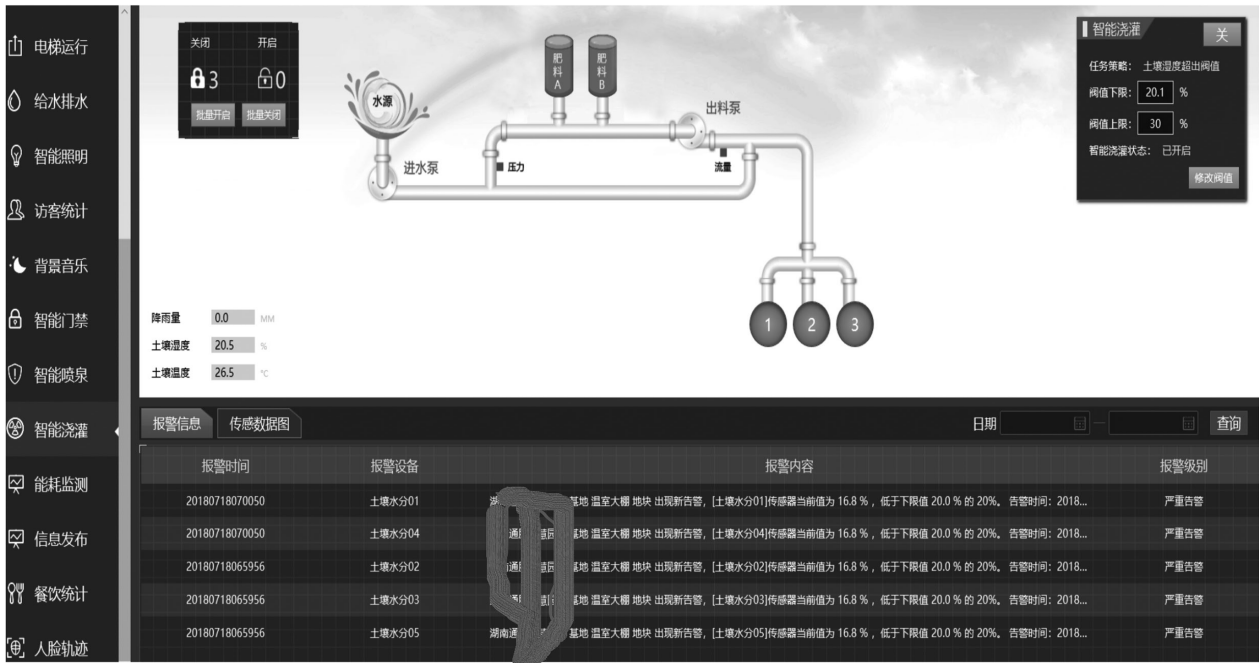 电梯运行
给水排水
智能照明
访客统计
背景音乐
智能门禁
智能喷泉
智能浇灌
能耗监测
信息发布
餐饮统计
人脸轨迹
关闭 开启
3 0
批量开启 批量关闭
水源
进水泵
压力
肥料A
肥料B
出料泵
流量
1 2 3
智能浇灌 关
任务策略: 土壤湿度超出阀值
阀值下限: 20.1 %
阀值上限: 30 %
智能浇灌状态: 已开启
修改阀值
降雨量 0.0 MM
土壤湿度 20.5 %
土壤温度 26.5 ℃
报警信息 传感数据图 日期 — 查询
报警时间 报警设备 报警内容 报警级别
20180718070050 土壤水分01 基地 温室大棚 地块 出现新告警, [土壤水分01]传感器当前值为 16.8 % , 低于下限值 20.0 % 的 20%。 告警时间: 2018... 严重告警
20180718070050 土壤水分04 基地 温室大棚 地块 出现新告警, [土壤水分04]传感器当前值为 16.8 % , 低于下限值 20.0 % 的 20%。 告警时间: 2018... 严重告警
20180718065956 土壤水分02 基地 温室大棚 地块 出现新告警, [土壤水分02]传感器当前值为 16.8 % , 低于下限值 20.0 % 的 20%。 告警时间: 2018... 严重告警
20180718065956 土壤水分03 基地 温室大棚 地块 出现新告警, [土壤水分03]传感器当前值为 16.8 % , 低于下限值 20.0 % 的 20%。 告警时间: 2018... 严重告警
20180718065956 土壤水分05 湖南通 基地 温室大棚 地块 出现新告警, [土壤水分05]传感器当前值为 16.8 % , 低于下限值 20.0 % 的 20%。 告警时间: 2018... 严重告警